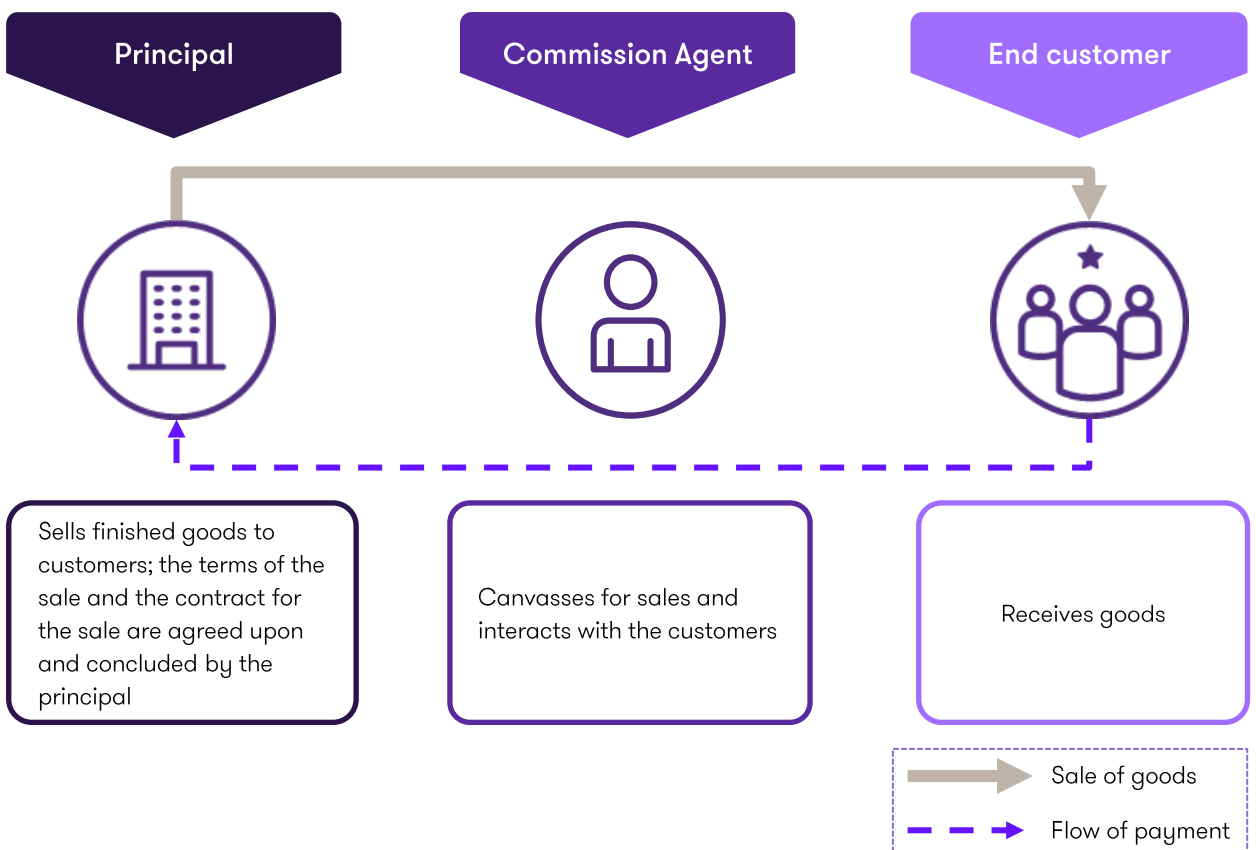 Principal
Commission Agent
End customer
Sells finished goods to
customers; the terms of the
sale and the contract for
the sale are agreed upon
and concluded by the
principal
Canvasses for sales and
interacts with the customers
Receives goods
Sale of goods
Flow of payment